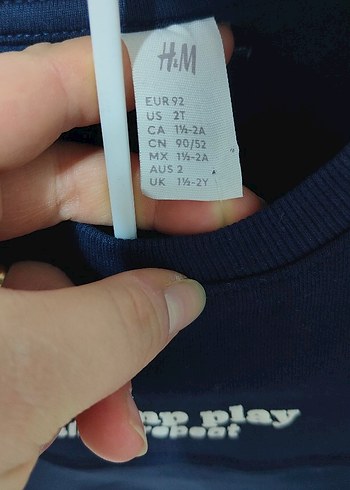 H&M
EUR 92
US 2T
CA 1½-2A
CN 90/52
MX 1½-2A
AUS 2
UK 1½-2Y
play
repeat